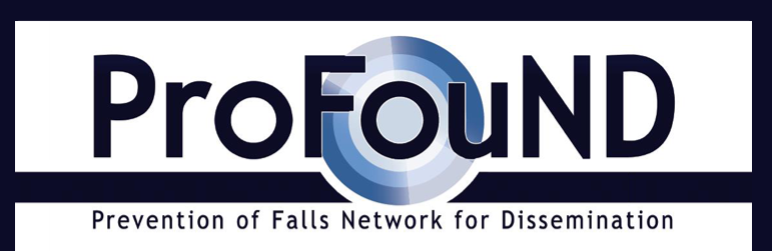 ProFouND
Prevention of Falls Network for Dissemination